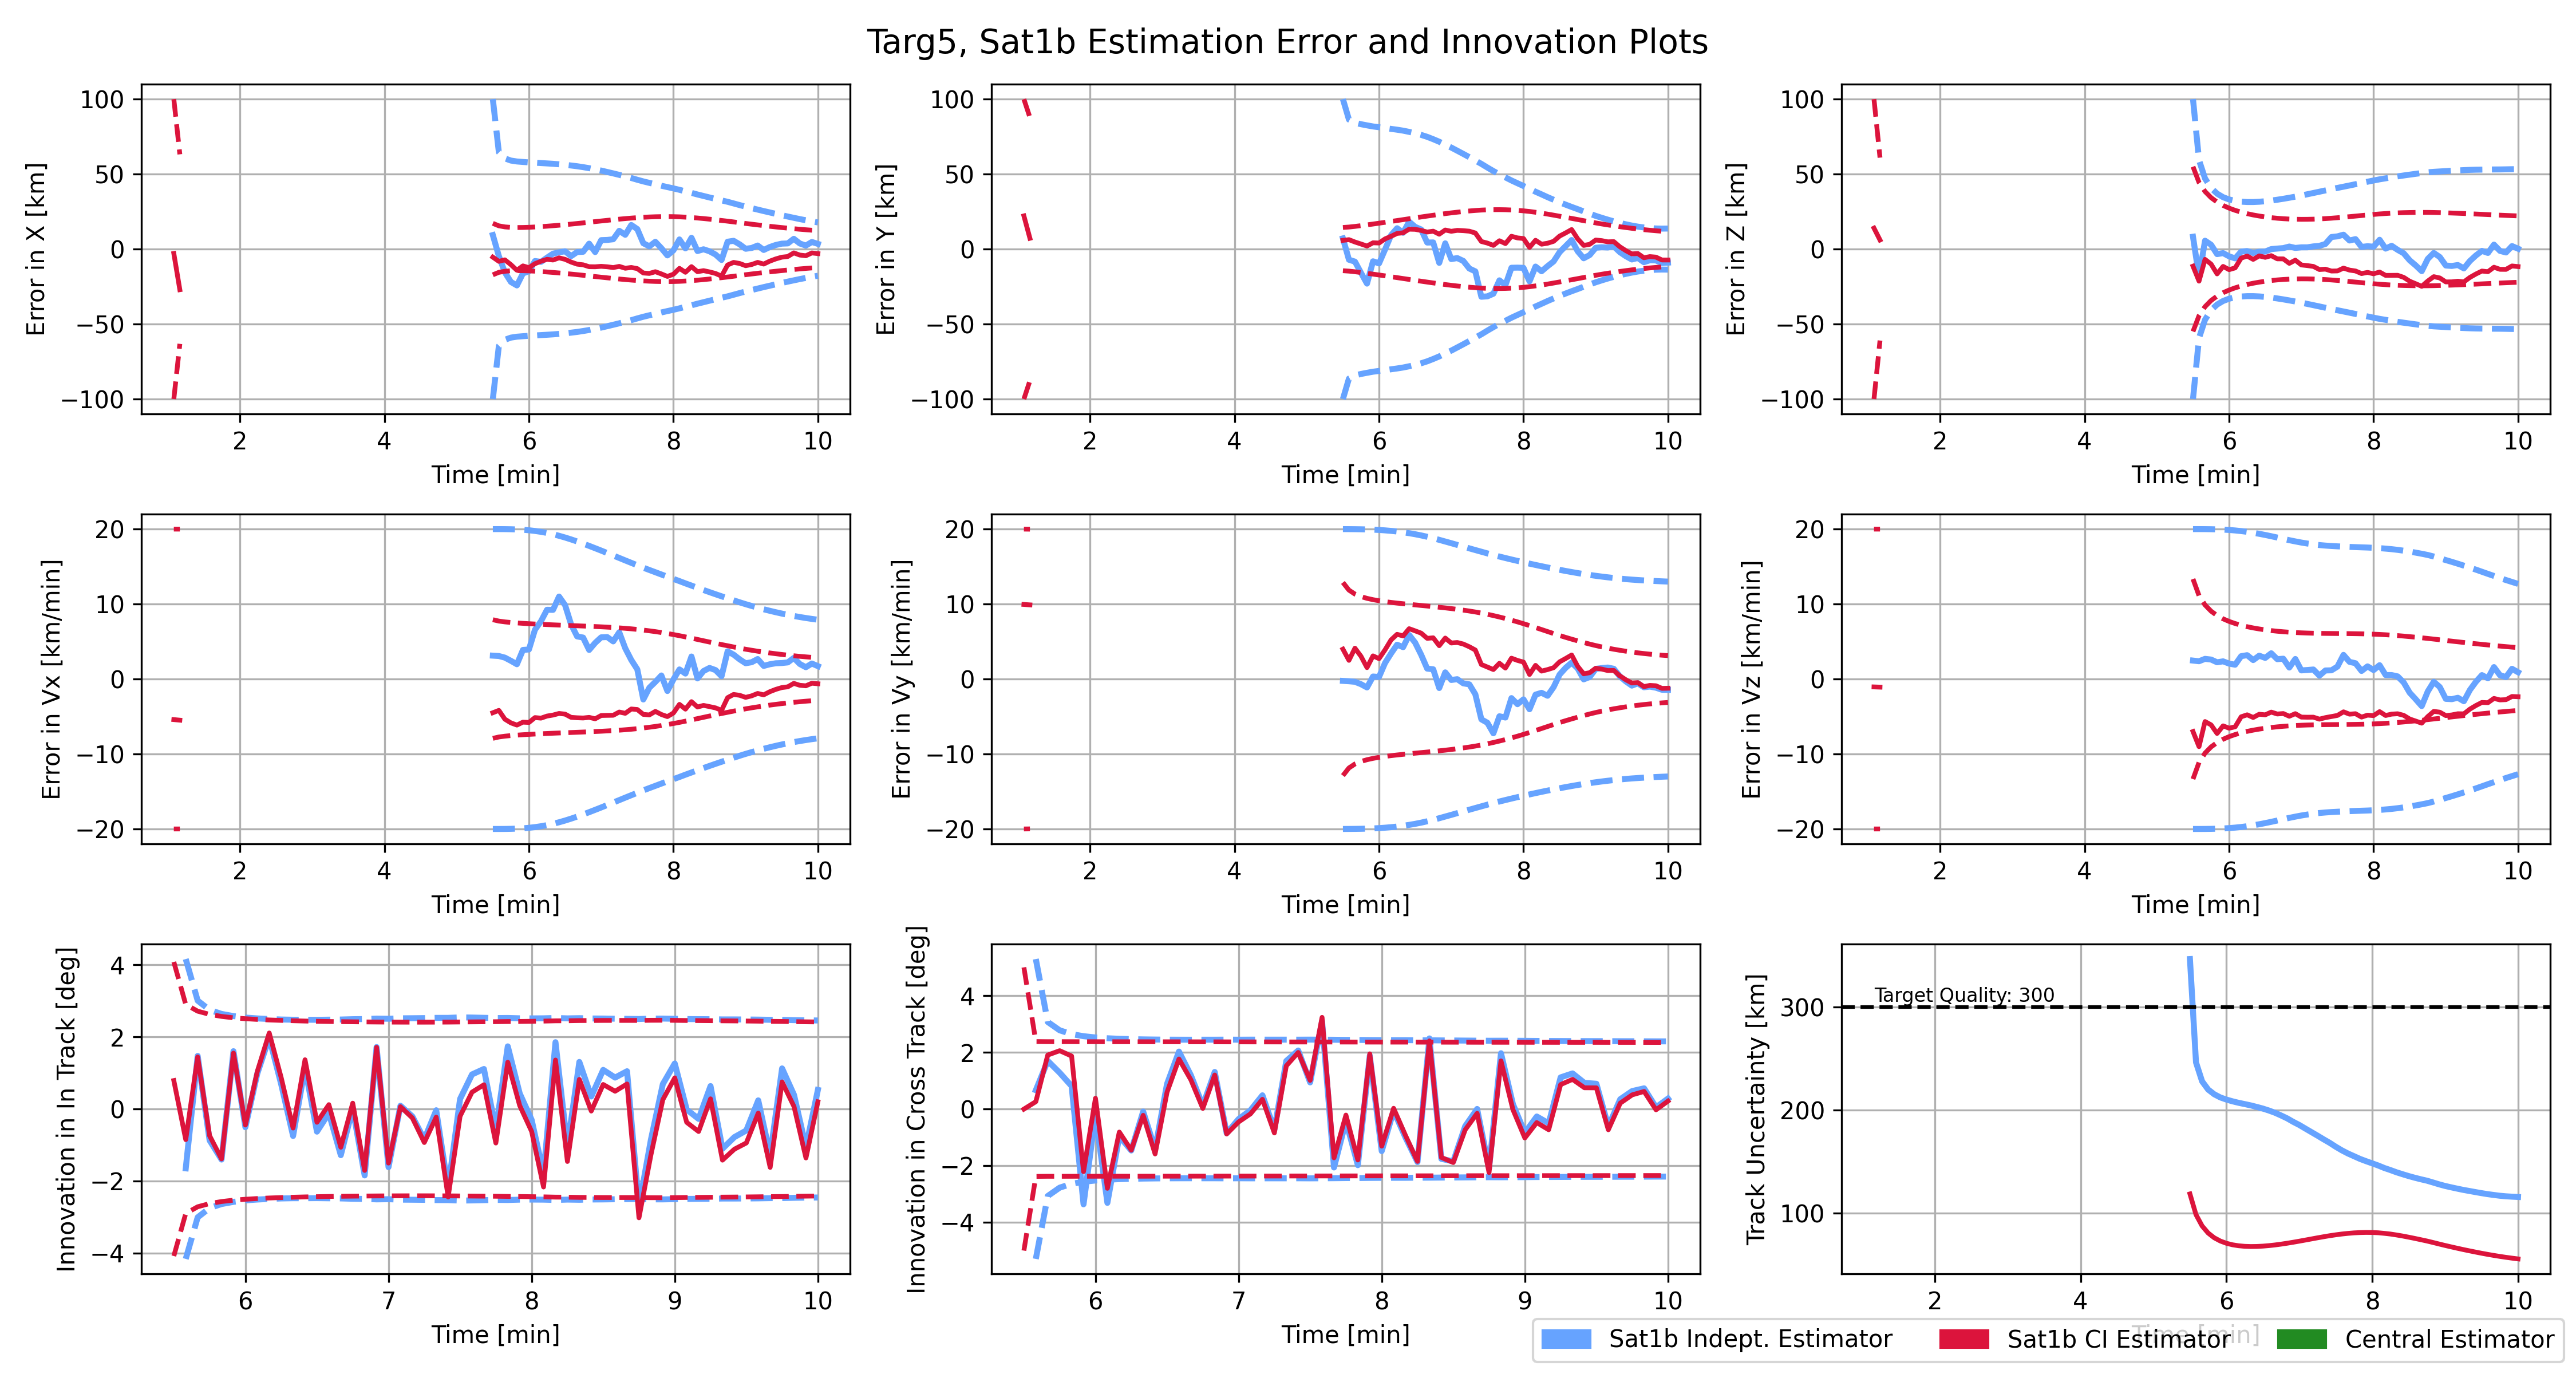 Targ5, Sat1b Estimation Error and Innovation Plots
Error in X [km]
100
50
0
−50
−100
2 4 6 8 10
Time [min]
Error in Y [km]
100
50
0
−50
−100
2 4 6 8 10
Time [min]
Error in Z [km]
100
50
0
−50
−100
2 4 6 8 10
Time [min]
Error in Vx [km/min]
20
10
0
−10
−20
2 4 6 8 10
Time [min]
Error in Vy [km/min]
20
10
0
−10
−20
2 4 6 8 10
Time [min]
Error in Vz [km/min]
20
10
0
−10
−20
2 4 6 8 10
Time [min]
Innovation in In Track [deg]
4
2
0
−2
−4
6 7 8 9 10
Time [min]
Innovation in Cross Track [deg]
4
2
0
−2
−4
6 7 8 9 10
Time [min]
Track Uncertainty [km]
Target Quality: 300
300
200
100
2 4 6 8 10
Time [min]
Sat1b Indept. Estimator
Sat1b CI Estimator
Central Estimator